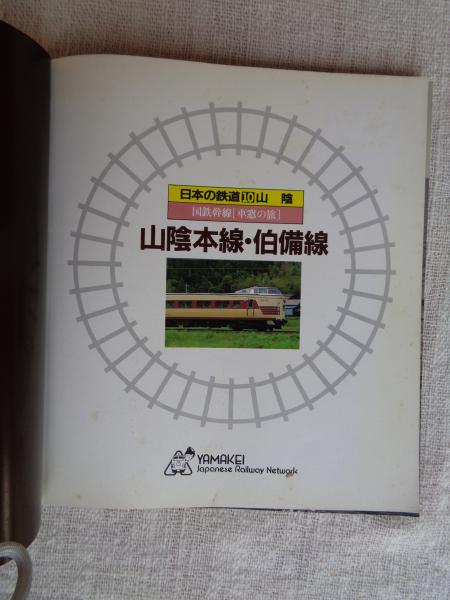 日本の鉄道10山 陰
国鉄幹線[車窓の旅]
山陰本線・伯備線
YAMAKEI
Japanese Railway Network